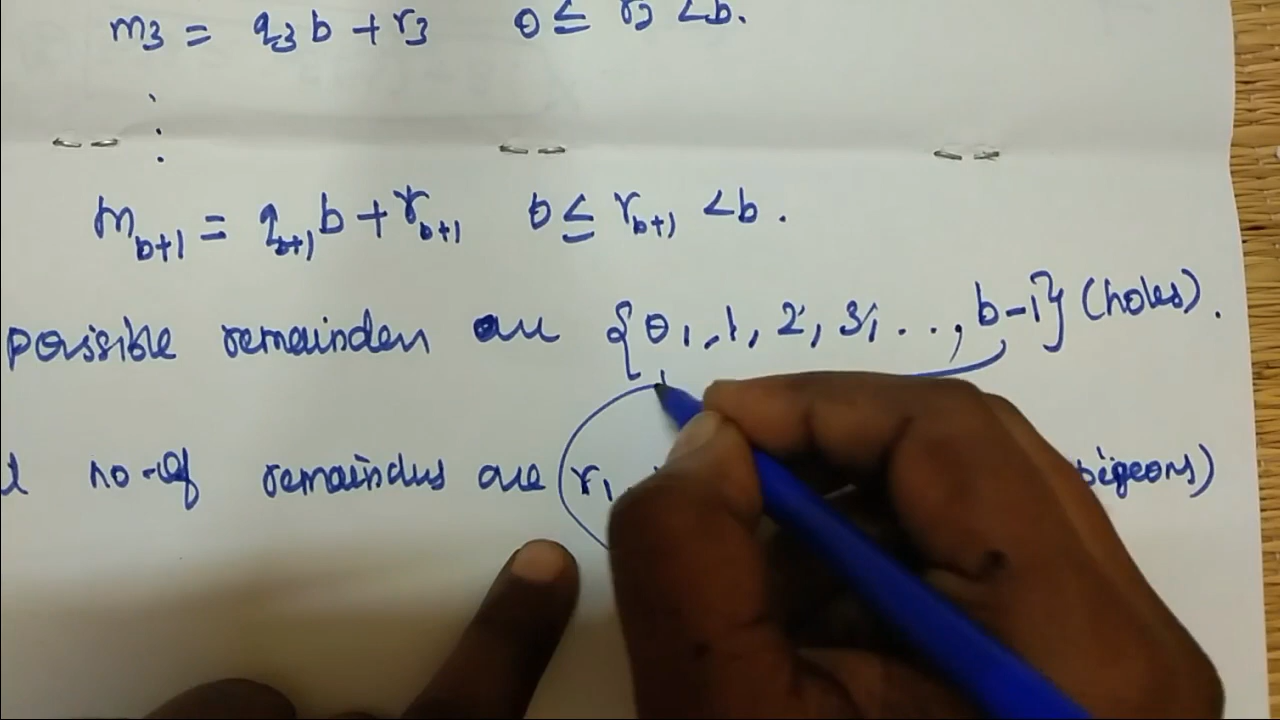 m₃ = q₃b + r₃ 0 ≤ r₃ < b.
⋮
m_{b+1} = q_{b+1}b + r_{b+1} 0 ≤ r_{b+1} < b.
possible remainders are {0, 1, 2, 3, . . , b-1} (holes).
no-of remainders are r₁ pigeons)